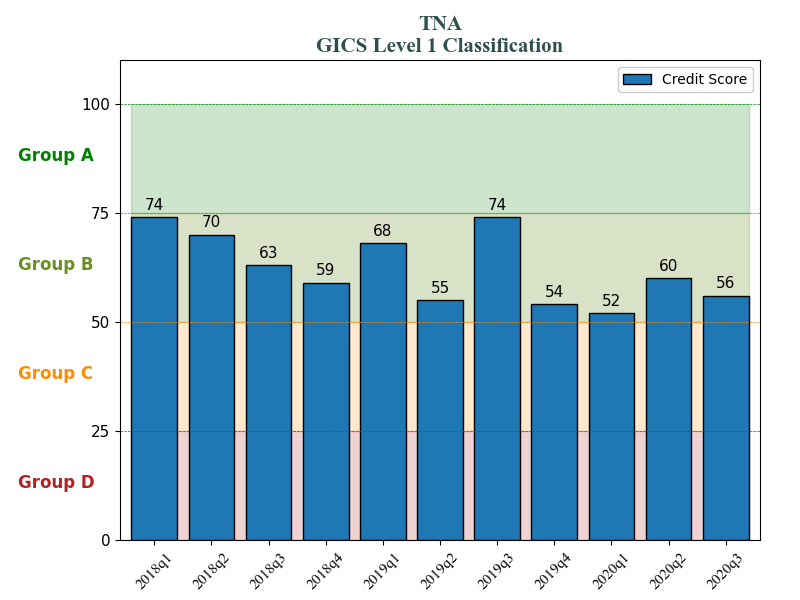 TNA
GICS Level 1 Classification
Credit Score
100
Group A
75
Group B
50
Group C
25
Group D
0
74
70
63
59
68
55
74
54
52
60
56
2018q1
2018q2
2018q3
2018q4
2019q1
2019q2
2019q3
2019q4
2020q1
2020q2
2020q3